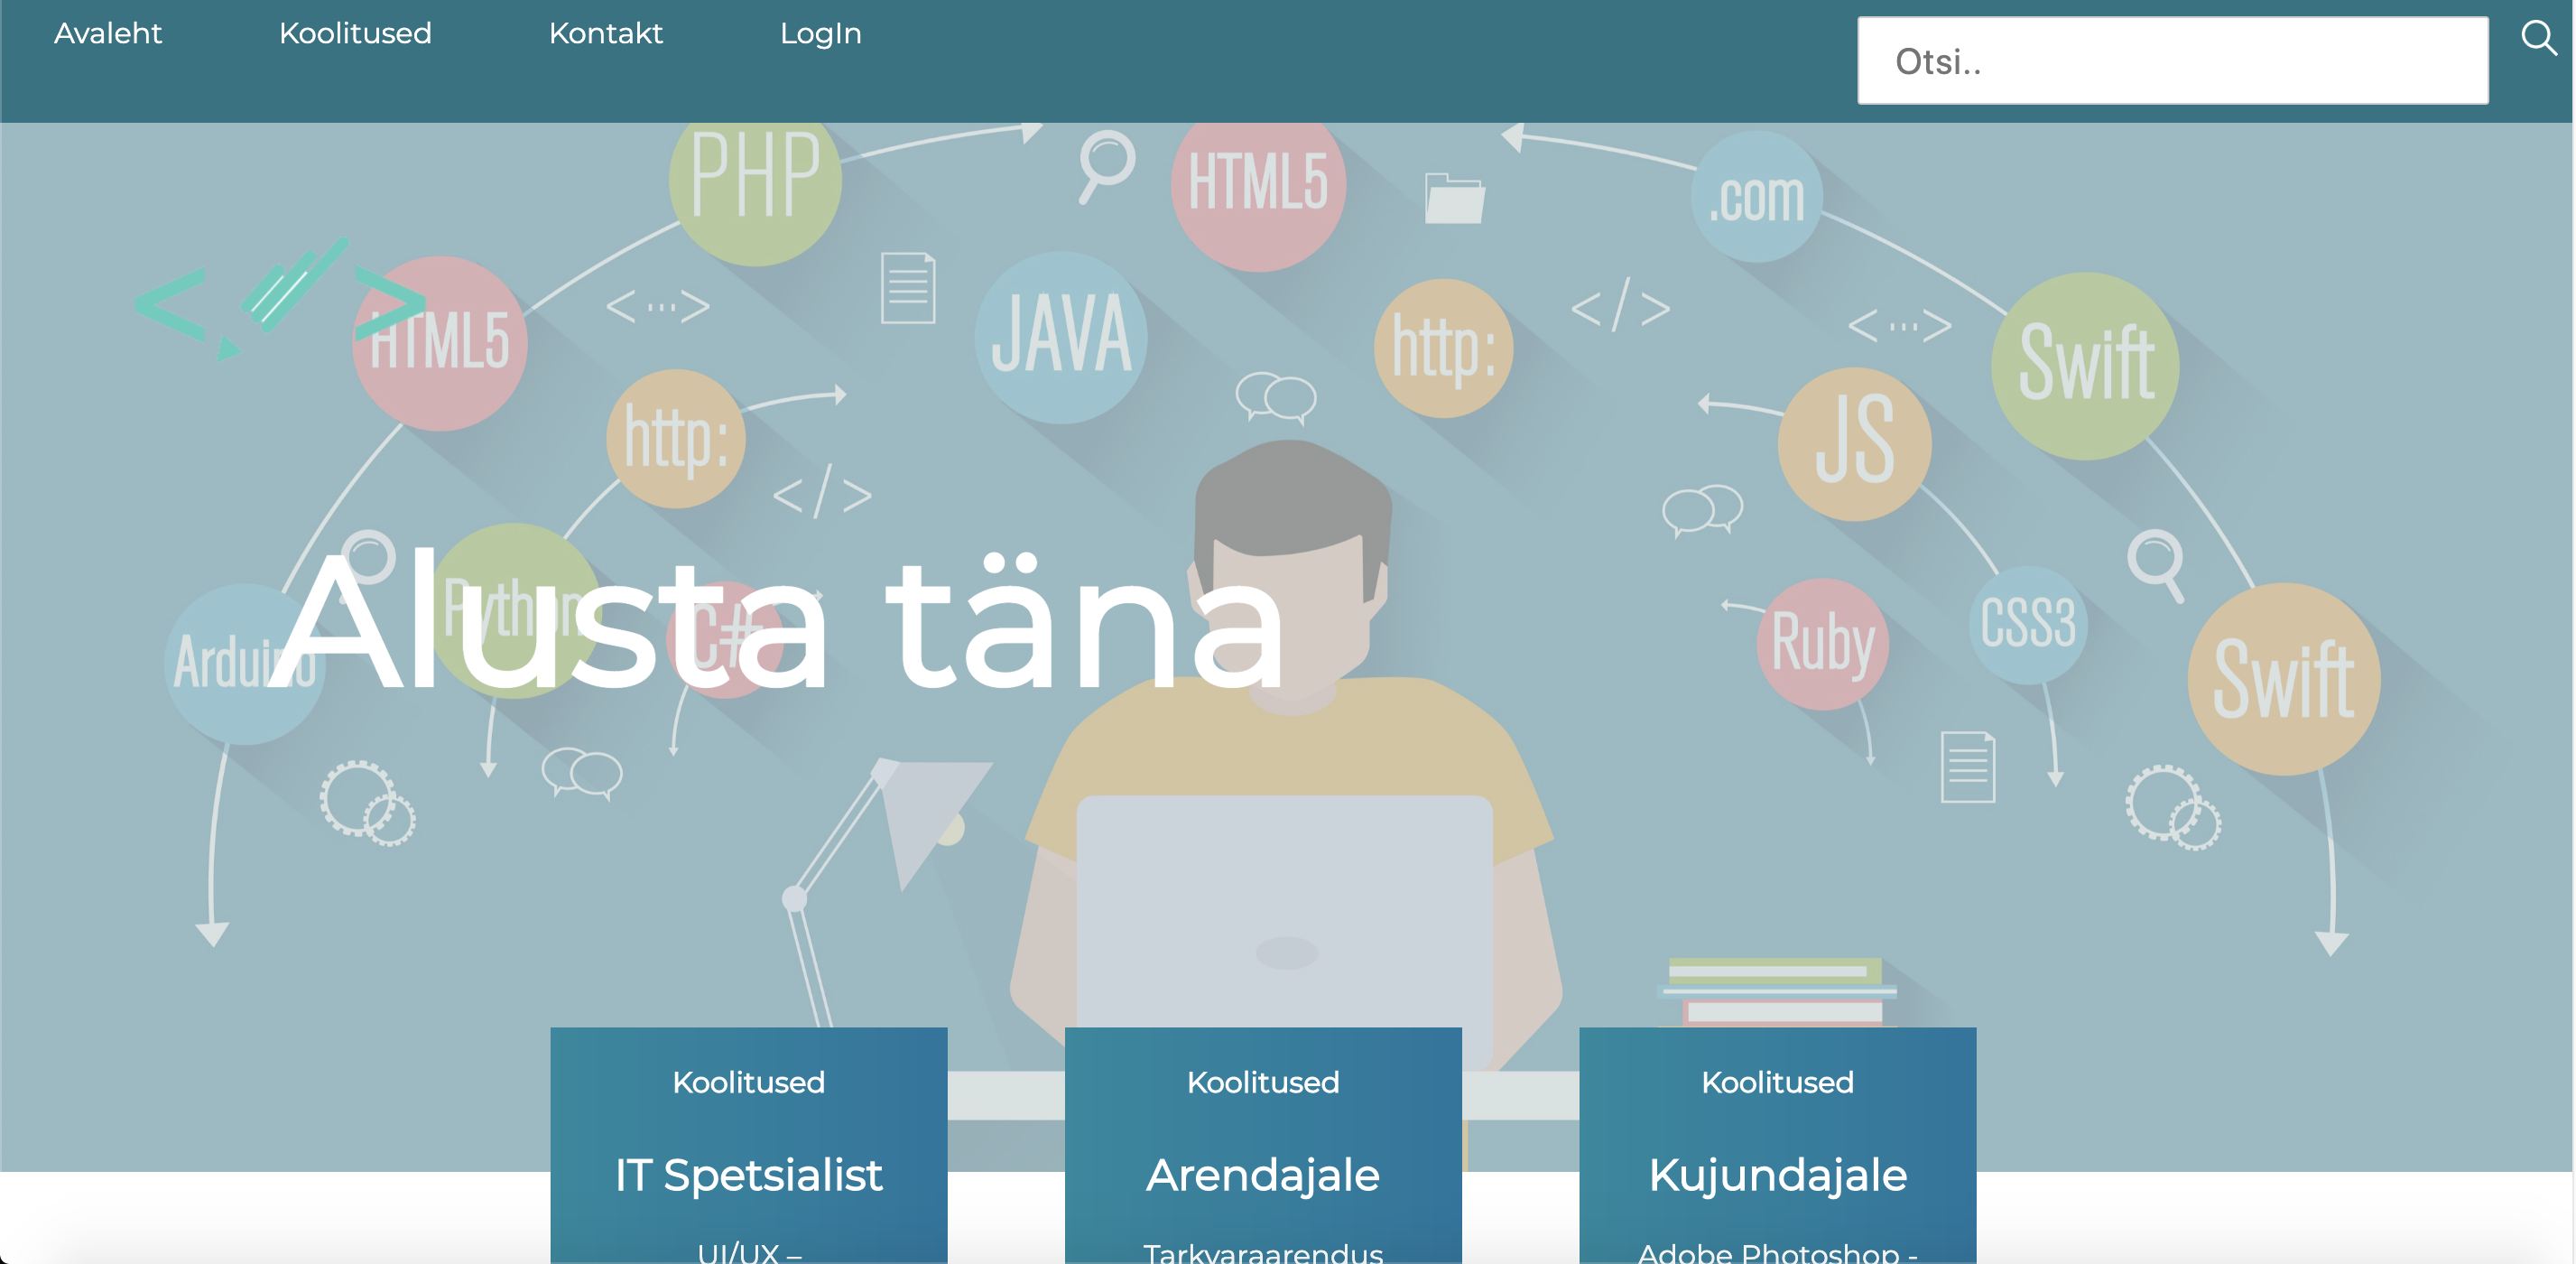 Avaleht Koolitused Kontakt LogIn
Otsi..
PHP
HTML5
.com
HTML5
JAVA
http:
Swift
http:
JS
Python
C#
Arduino
Alusta täna
Ruby
CSS3
Swift
Koolitused
IT Spetsialist
UI/UX –
Koolitused
Arendajale
Tarkvaraarendus
Koolitused
Kujundajale
Adobe Photoshop -